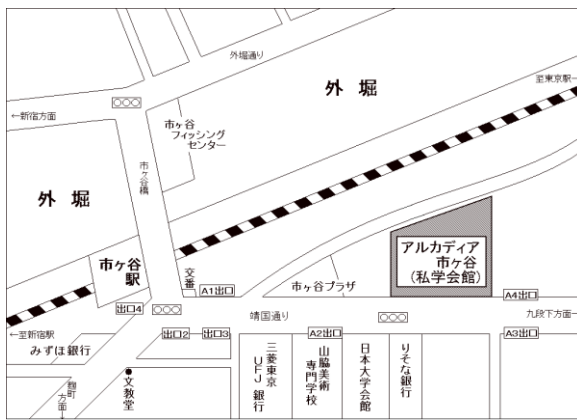 外堀通り
至東京駅→
外 堀
○○○
←新宿方面
市ヶ谷
フィッシング
センター
市ヶ谷橋
外 堀
市ヶ谷
駅
交番
A1出口
市ヶ谷プラザ
アルカディア
市ヶ谷
(私学会館)
A4出口
出口4
○○○
靖国通り
○○○
九段下方面→
←至新宿駅
出口2
出口3
A2出口
A3出口
みずほ銀行
麹町方面→
文教堂
三菱東京
UFJ銀行
山脇美術
専門学校
日本大学会館
りそな銀行